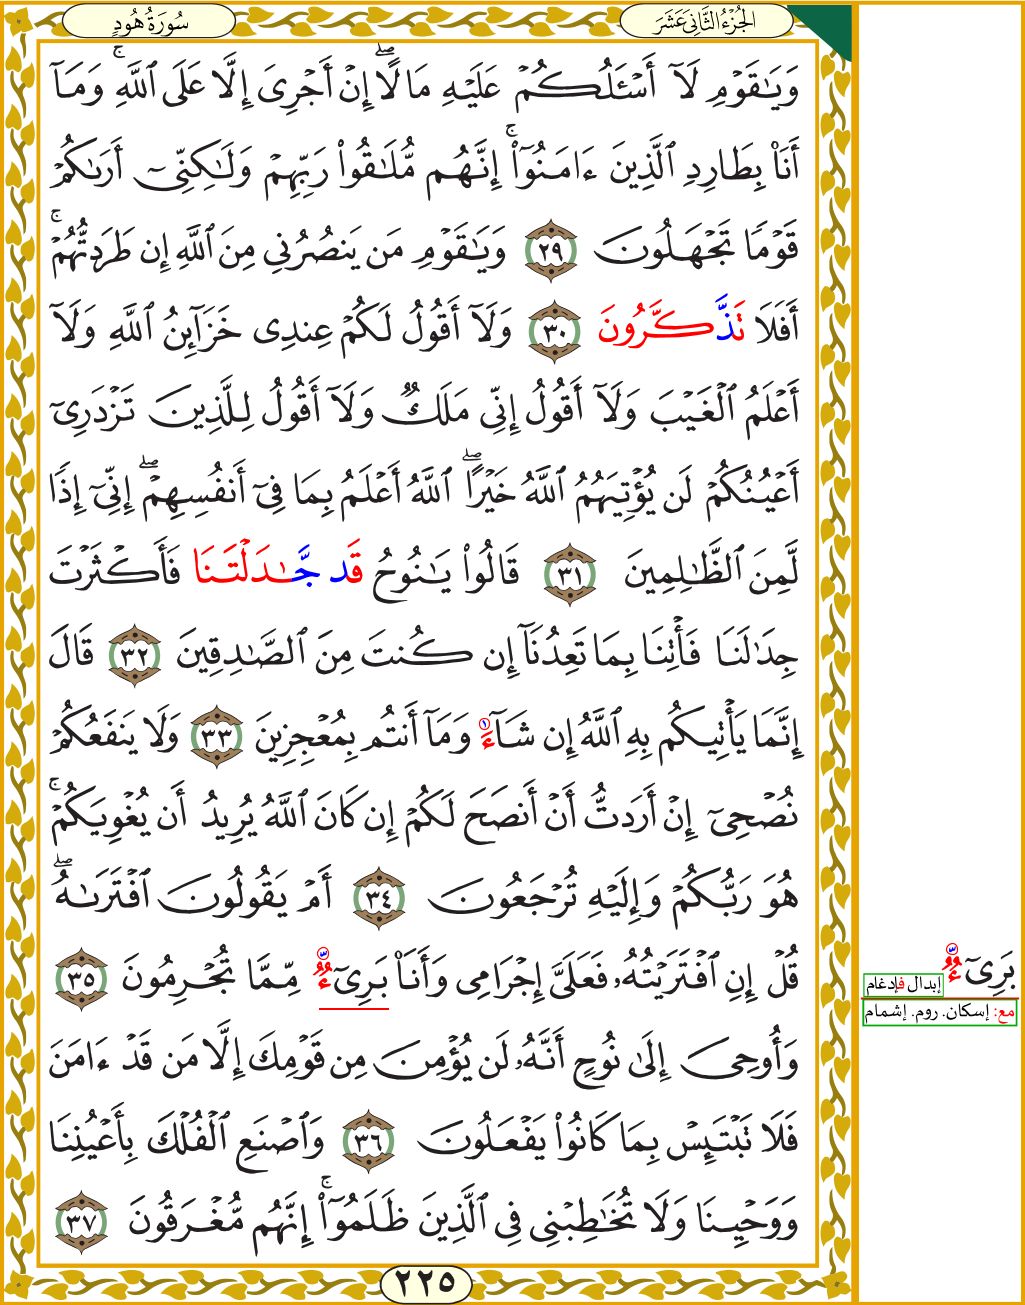 سُورَةُ هُودٍ
الجُزْءُ الثَّانِي عَشَرَ
وَيَٰقَوۡمِ لَآ أَسۡـَٔلُكُمۡ عَلَيۡهِ مَالًاۖ إِنۡ أَجۡرِيَ إِلَّا عَلَى ٱللَّهِۚ وَمَآ
أَنَا۠ بِطَارِدِ ٱلَّذِينَ ءَامَنُوٓاْۚ إِنَّهُم مُّلَٰقُواْ رَبِّهِمۡ وَلَٰكِنِّيٓ أَرَىٰكُمۡ
قَوۡمٗا تَجۡهَلُونَ ٢٩ وَيَٰقَوۡمِ مَن يَنصُرُنِي مِنَ ٱللَّهِ إِن طَرَدتُّهُمۡۚ
أَفَلَا تَذَّكَّرُونَ ٣٠ وَلَآ أَقُولُ لَكُمۡ عِندِي خَزَآئِنُ ٱللَّهِ وَلَآ
أَعۡلَمُ ٱلۡغَيۡبَ وَلَآ أَقُولُ إِنِّي مَلَكٞ وَلَآ أَقُولُ لِلَّذِينَ تَزۡدَرِيٓ
أَعۡيُنُكُمۡ لَن يُؤۡتِيَهُمُ ٱللَّهُ خَيۡرًاۖ ٱللَّهُ أَعۡلَمُ بِمَا فِيٓ أَنفُسِهِمۡۖ إِنِّيٓ إِذٗا
لَّمِنَ ٱلظَّٰلِمِينَ ٣١ قَالُواْ يَٰنُوحُ قَد جَّٰدَلۡتَنَا فَأَكۡثَرۡتَ
جِدَٰلَنَا فَأۡتِنَا بِمَا تَعِدُنَآ إِن كُنتَ مِنَ ٱلصَّٰدِقِينَ ٣٢ قَالَ
إِنَّمَا يَأۡتِيكُم بِهِ ٱللَّهُ إِن شَآءَ وَمَآ أَنتُم بِمُعۡجِزِينَ ٣٣ وَلَا يَنفَعُكُمۡ
نُصۡحِيٓ إِنۡ أَرَدتُّ أَنۡ أَنصَحَ لَكُمۡ إِن كَانَ ٱللَّهُ يُرِيدُ أَن يُغۡوِيَكُمۡۚ
هُوَ رَبُّكُمۡ وَإِلَيۡهِ تُرۡجَعُونَ ٣٤ أَمۡ يَقُولُونَ ٱفۡتَرَىٰهُۖ
قُلۡ إِنِ ٱفۡتَرَيۡتُهُۥ فَعَلَيَّ إِجۡرَامِي وَأَنَا۠ بَرِيٓءٞ مِّمَّا تُجۡرِمُونَ ٣٥
وَأُوحِيَ إِلَىٰ نُوحٍ أَنَّهُۥ لَن يُؤۡمِنَ مِن قَوۡمِكَ إِلَّا مَن قَدۡ ءَامَنَ
فَلَا تَبۡتَئِسۡ بِمَا كَانُواْ يَفۡعَلُونَ ٣٦ وَٱصۡنَعِ ٱلۡفُلۡكَ بِأَعۡيُنِنَا
وَوَحۡيِنَا وَلَا تُخَٰطِبۡنِي فِي ٱلَّذِينَ ظَلَمُوٓاْۚ إِنَّهُم مُّغۡرَقُونَ ٣٧
٢٢٥
بَرِيٓءٞ
إبدال فإدغام
مع: إسكان. روم. إشمام